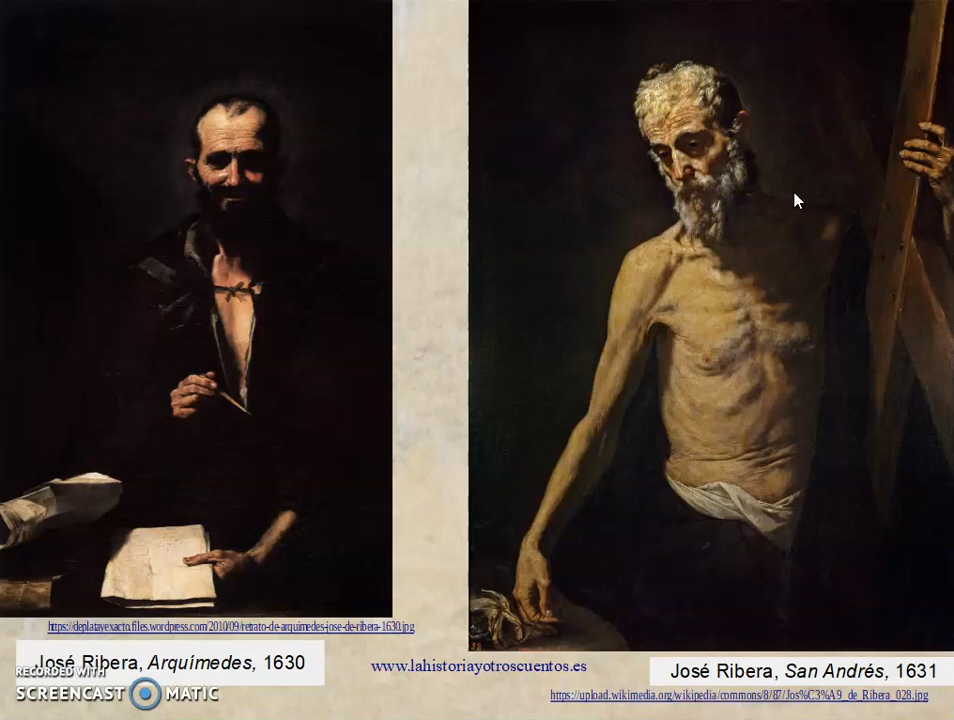 https://deplatayexacto.files.wordpress.com/2010/09/retrato-de-arquimedes-jose-de-ribera-1630.jpg
José Ribera, Arquímedes, 1630
RECORDED WITH
SCREENCAST MATIC
www.lahistoriayotroscuentos.es
José Ribera, San Andrés, 1631
https://upload.wikimedia.org/wikipedia/commons/8/87/Jos%C3%A9_de_Ribera_028.jpg